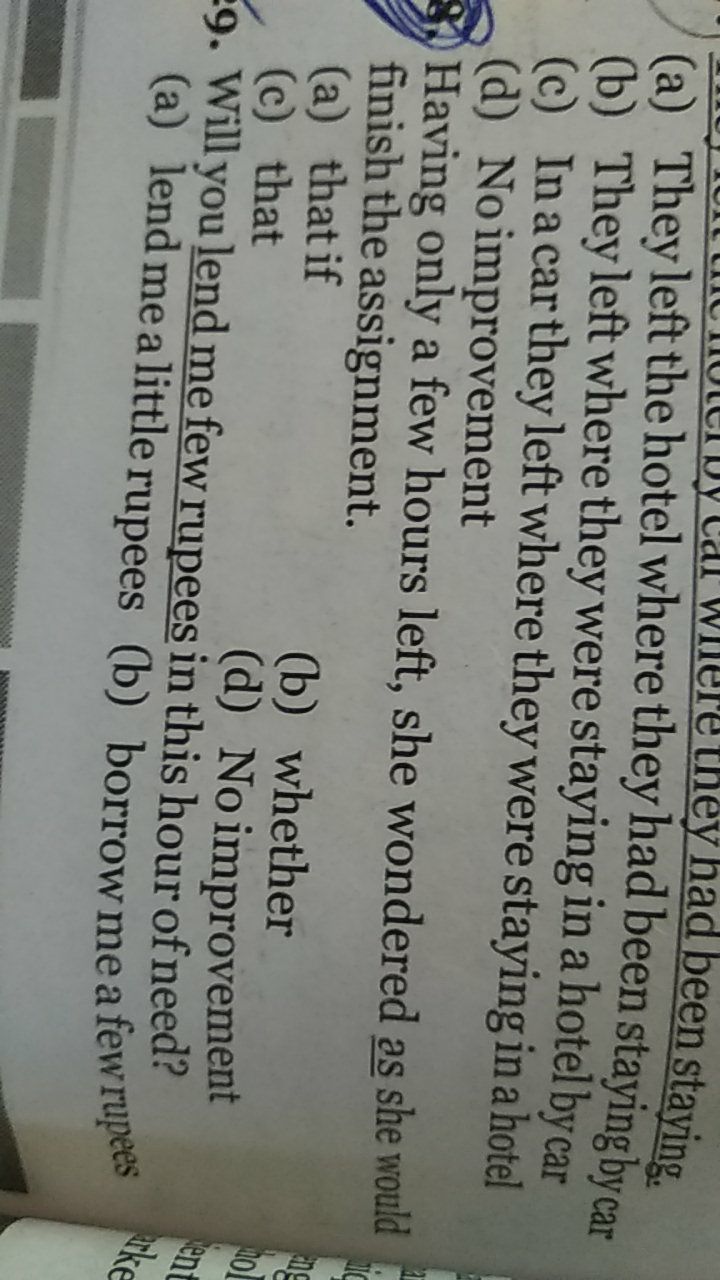 by car where they had been staying.
(a) They left the hotel where they had been staying by car
(b) They left where they were staying in a hotel by car
(c) In a car they left where they were staying in a hotel
(d) No improvement
8. Having only a few hours left, she wondered as she would
finish the assignment.
(a) that if (b) whether
(c) that (d) No improvement
9. Will you lend me few rupees in this hour of need?
(a) lend me a little rupees (b) borrow me a few rupees